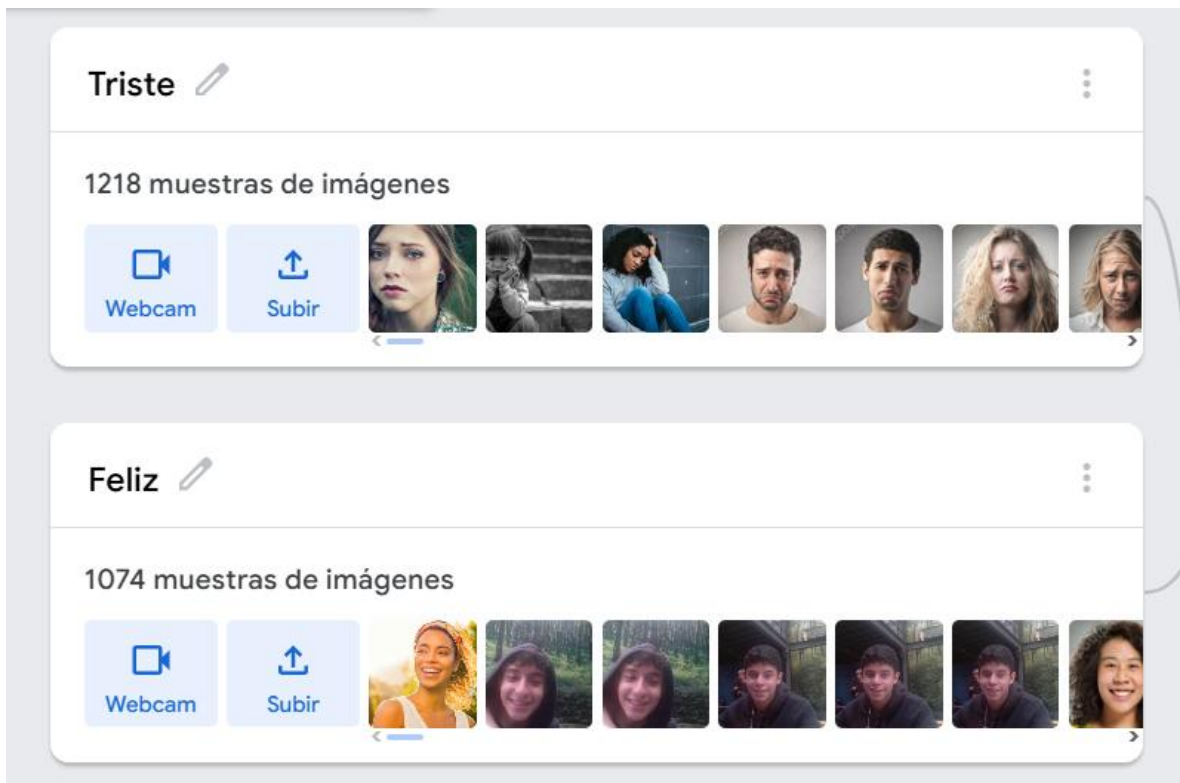 Triste
1218 muestras de imágenes
Webcam
Subir
Feliz
1074 muestras de imágenes
Webcam
Subir